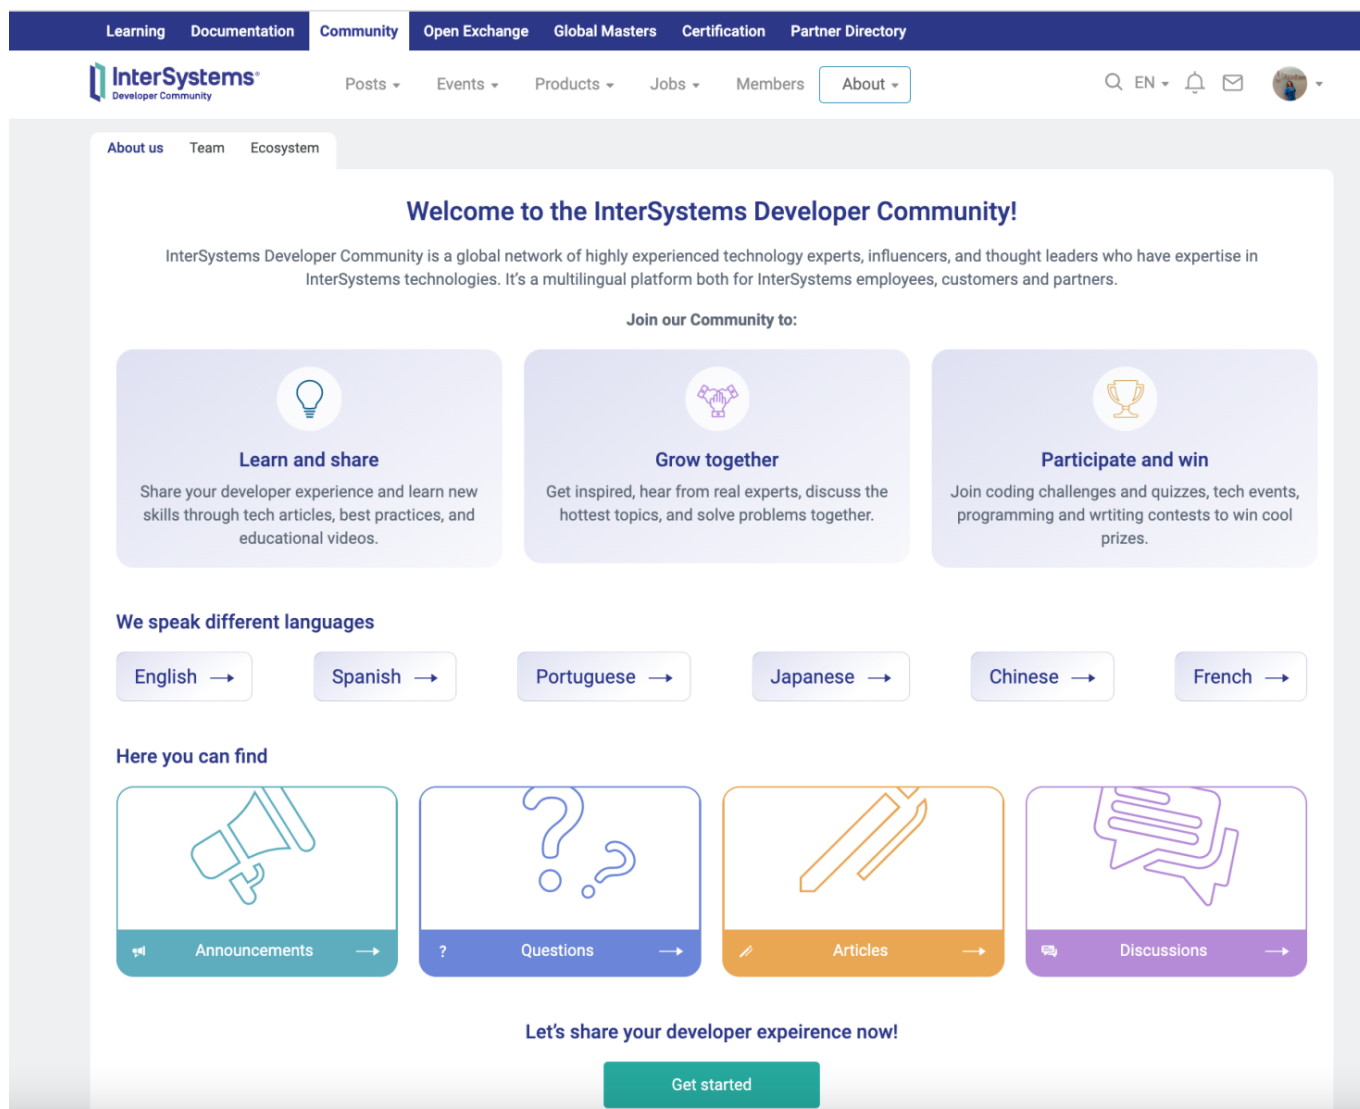 Learning Documentation Community Open Exchange Global Masters Certification Partner Directory
InterSystems®
Developer Community
Posts Events Products Jobs Members About EN
About us Team Ecosystem
Welcome to the InterSystems Developer Community!
InterSystems Developer Community is a global network of highly experienced technology experts, influencers, and thought leaders who have expertise in
InterSystems technologies. It's a multilingual platform both for InterSystems employees, customers and partners.
Join our Community to:
Learn and share
Share your developer experience and learn new
skills through tech articles, best practices, and
educational videos.
Grow together
Get inspired, hear from real experts, discuss the
hottest topics, and solve problems together.
Participate and win
Join coding challenges and quizzes, tech events,
programming and wrtiting contests to win cool
prizes.
We speak different languages
English → Spanish → Portuguese → Japanese → Chinese → French →
Here you can find
Announcements →
? Questions →
Articles →
Discussions →
Let's share your developer expeirence now!
Get started